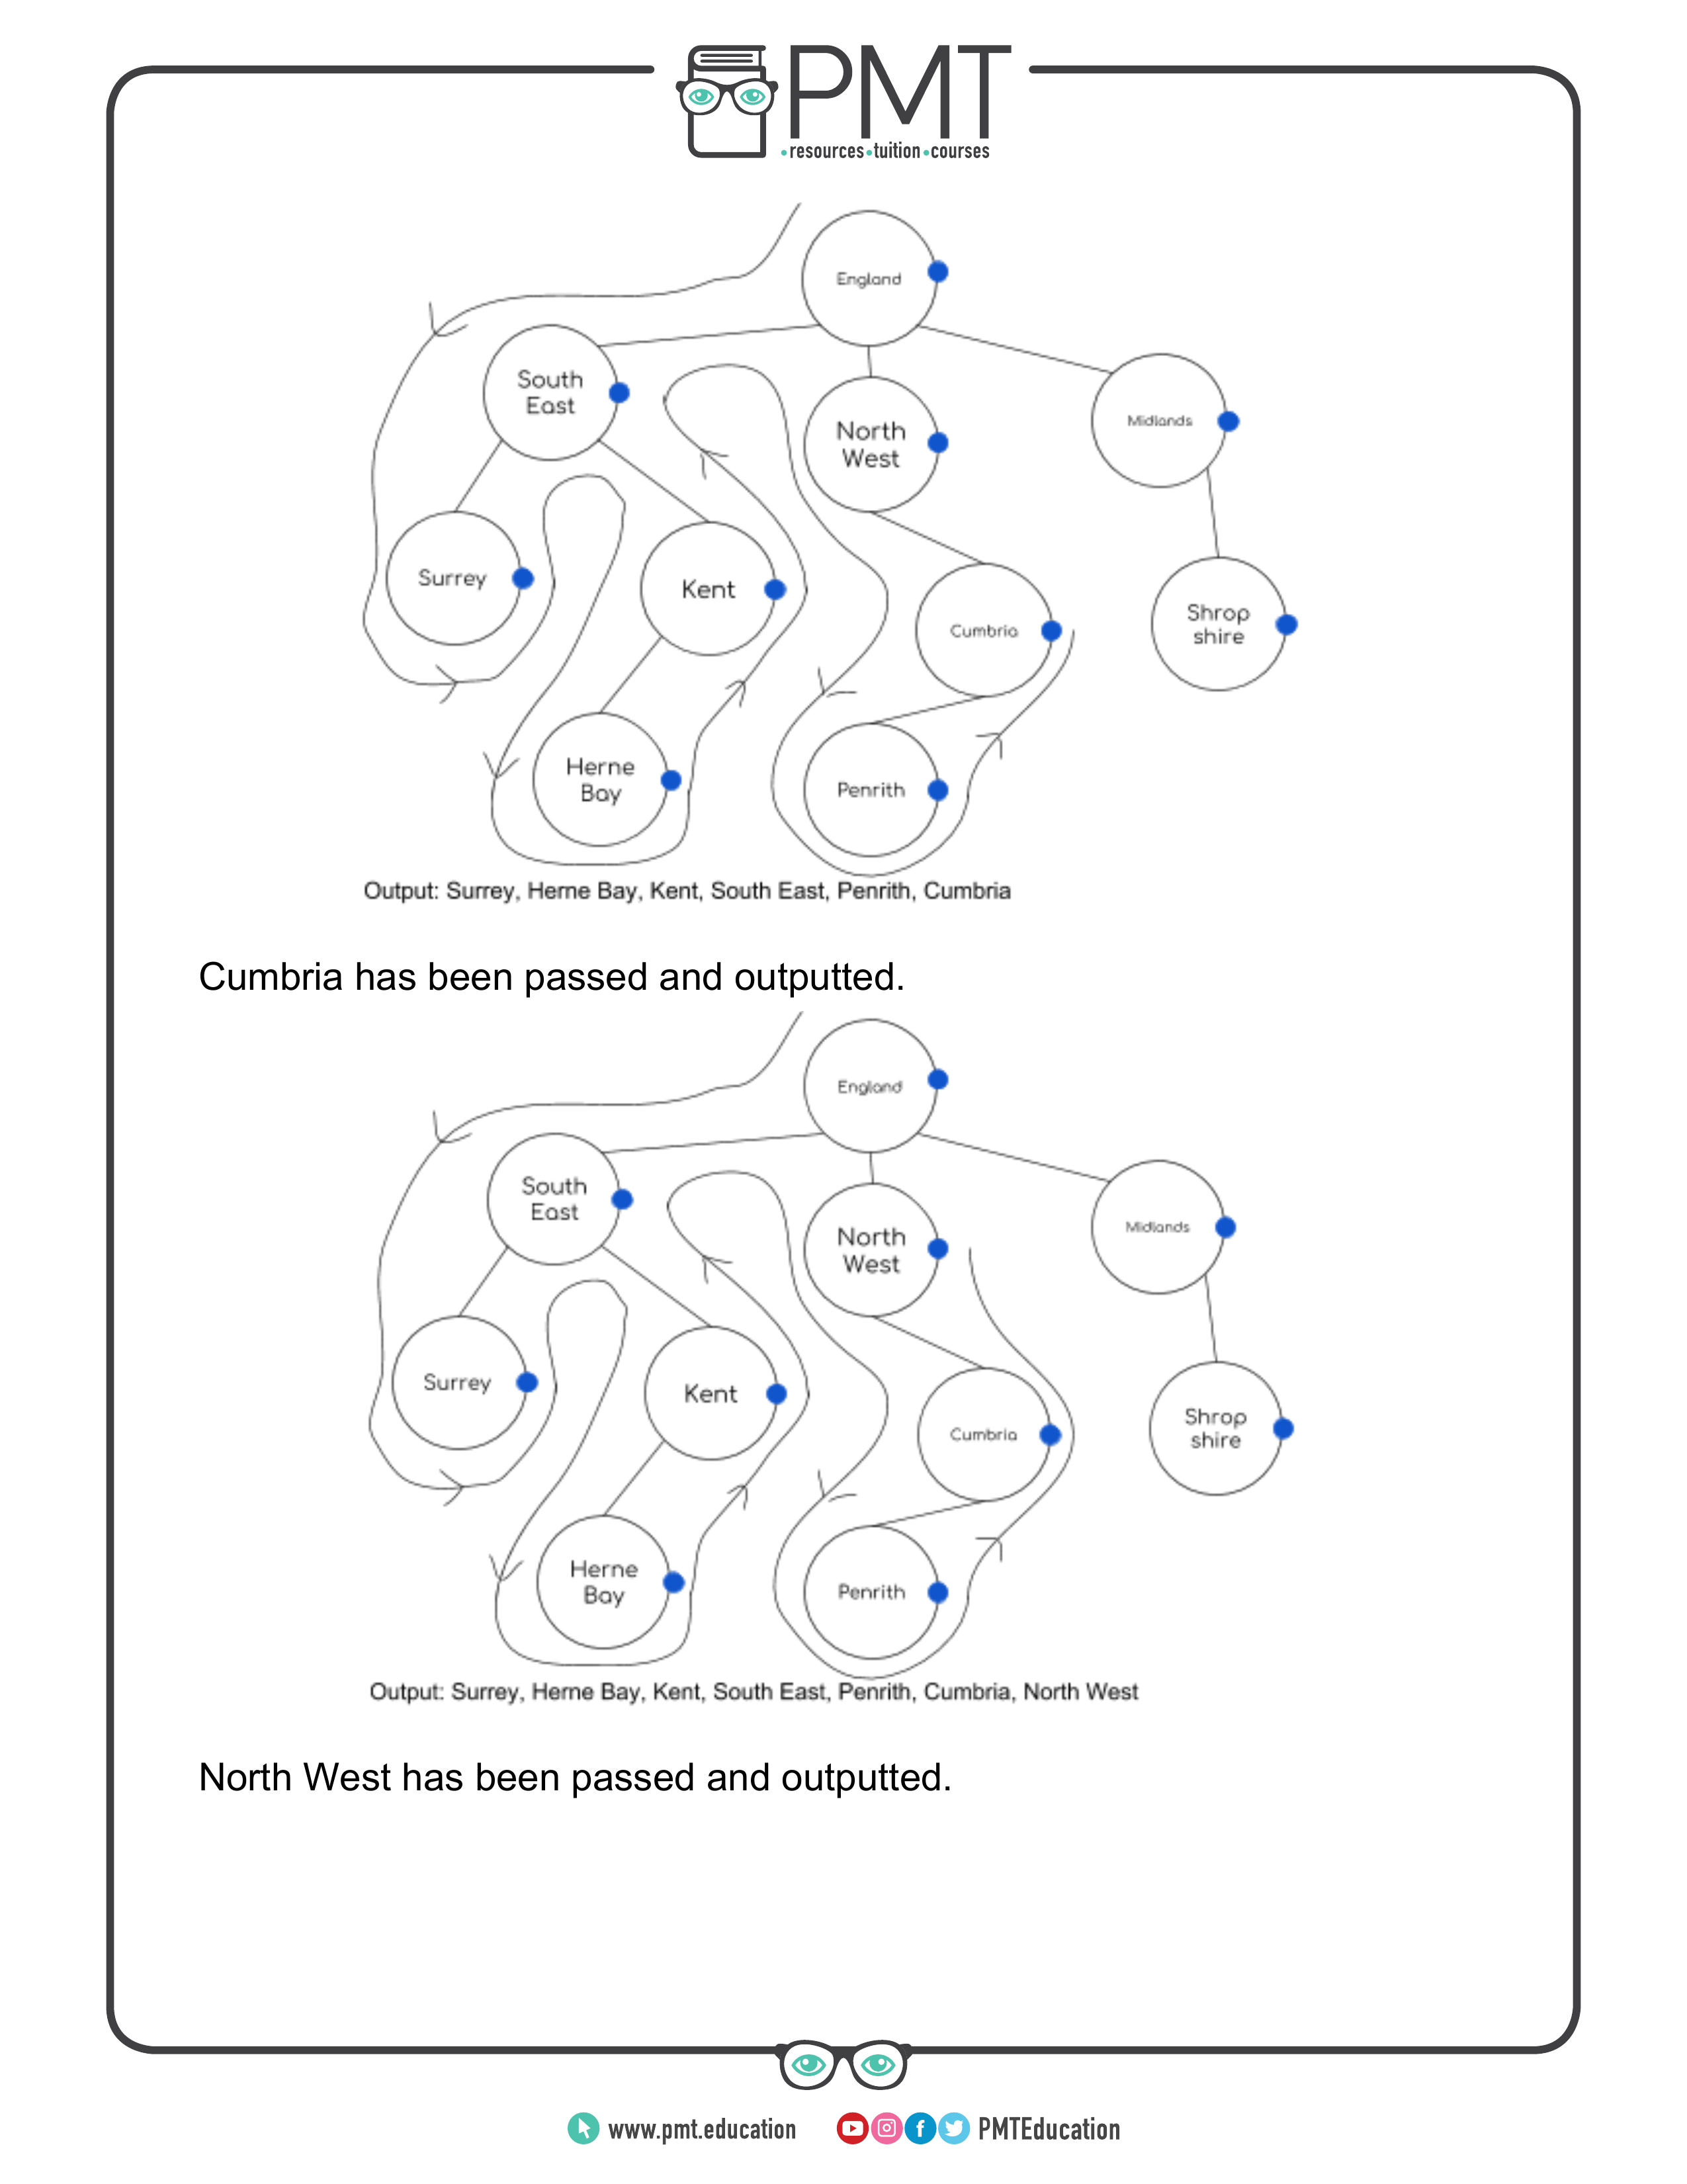 PMT
resources • tuition • courses
England
South
East
North
West
Midlands
Surrey
Kent
Cumbria
Shrop
shire
Herne
Bay
Penrith
Output: Surrey, Herne Bay, Kent, South East, Penrith, Cumbria
Cumbria has been passed and outputted.
England
South
East
North
West
Midlands
Surrey
Kent
Cumbria
Shrop
shire
Herne
Bay
Penrith
Output: Surrey, Herne Bay, Kent, South East, Penrith, Cumbria, North West
North West has been passed and outputted.
www.pmt.education
PMTEducation